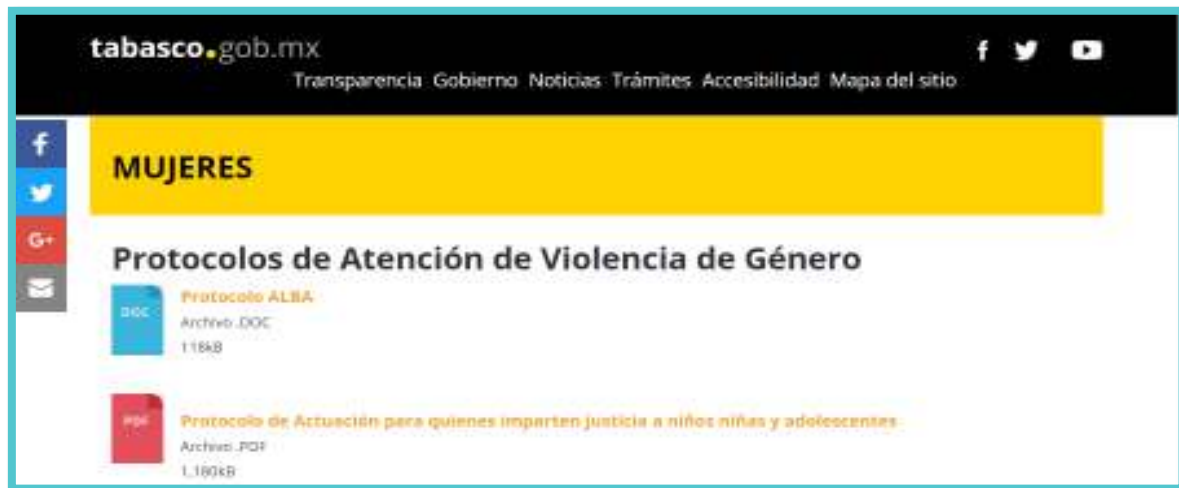 tabasco.gob.mx
Transparencia Gobierno Noticias Trámites Accesibilidad Mapa del sitio
MUJERES
G+
Protocolos de Atención de Violencia de Género
DOC
Protocolo ALBA
Archivo .DOC
118kB
PDF
Protocolo de Actuación para quienes imparten justicia a niños niñas y adolescentes
Archivo .PDF
1,180kB